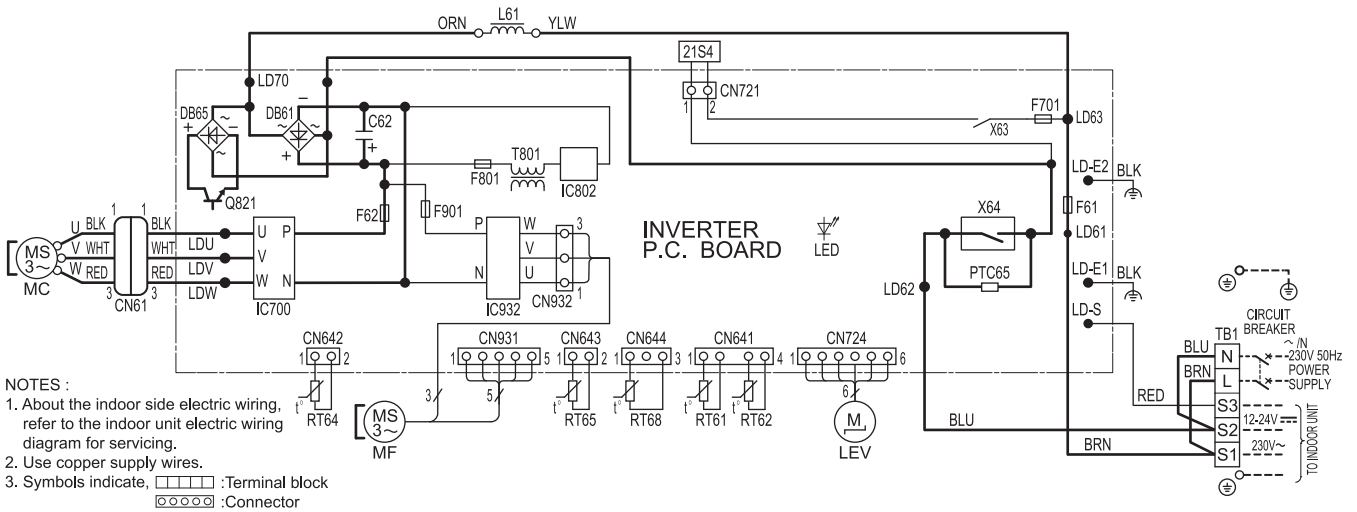 ORN L61 YLW
21S4
LD70
CN721
1 2
DB65 ~ − DB61 − C62
+ ~ ~ ~ + +
X63 F701 LD63
T801
F801 IC802
Q821
LD-E2 BLK
F62 F901
X64
F61
LD61
INVERTER
P.C. BOARD
LED
PTC65
LD62
LD-E1 BLK
LD-S
1 1
U BLK BLK LDU U P
V WHT WHT LDV V
W RED RED LDW W N
3 3
MS
3~
MC
CN61
IC700
P W 3
V
N U 1
IC932 CN932
CN642
1 2
t°
RT64
CN931
1 5
3 5
MS
3~
MF
CN643
1 2
t°
RT65
CN644
1 3
t°
RT68
CN641
1 4
t° t°
RT61 RT62
CN724
1 6
6
M
LEV
CIRCUIT
BREAKER
TB1
~/N
230V 50Hz
POWER
SUPPLY
BLU N
BRN L
RED S3
12-24V
BLU S2
230V~
BRN S1
TO INDOOR UNIT
NOTES :
1. About the indoor side electric wiring,
refer to the indoor unit electric wiring
diagram for servicing.
2. Use copper supply wires.
3. Symbols indicate, :Terminal block
:Connector